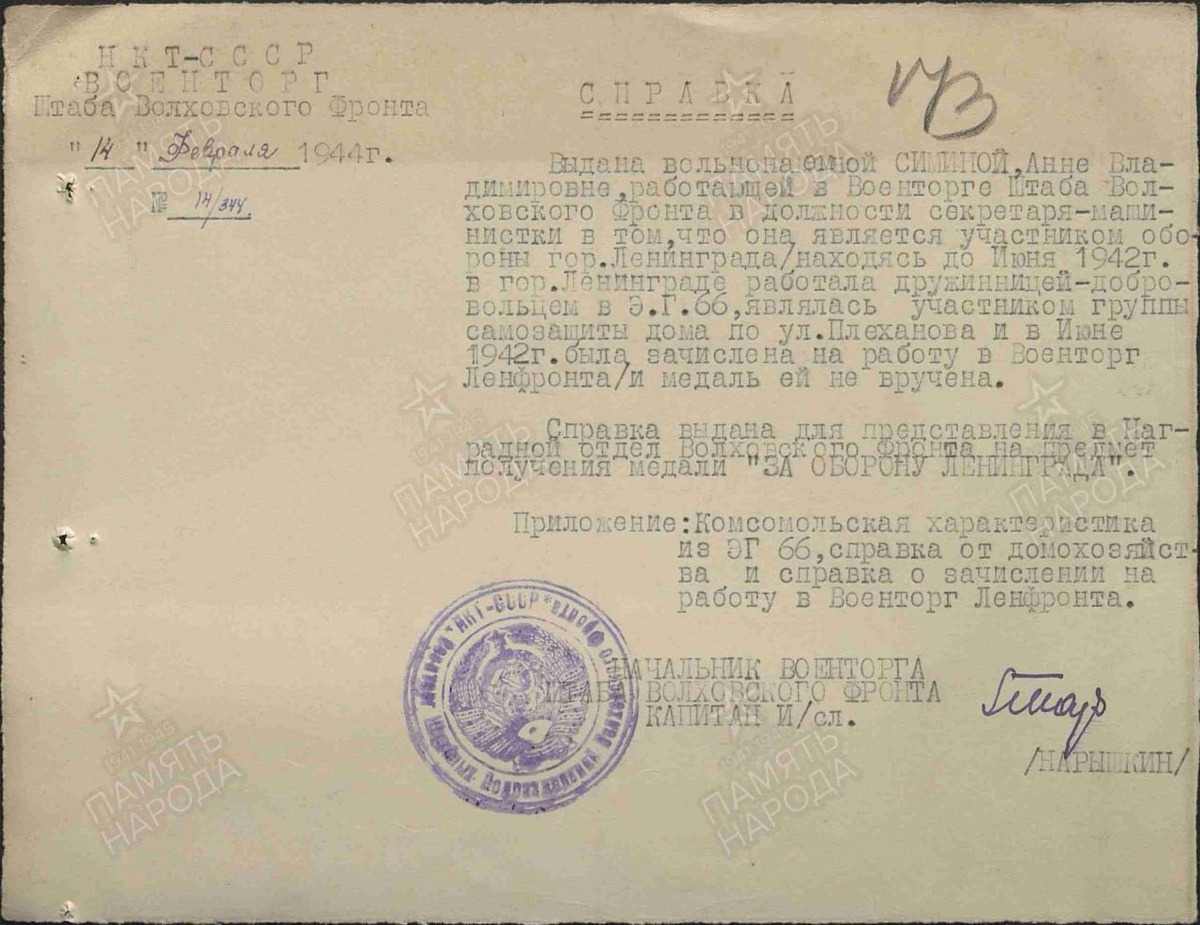 НКТ-СССР
ВОЕНТОРГ
Штаба Волховского Фронта
"14" Февраля 1944г.
№ 14/344
СПРАВКА
Выдана вольнонаемной СИМИНОЙ, Анне Вла-
димировне, работающей в Военторге Штаба Вол-
ховского Фронта в должности секретаря-маши-
нистки в том, что она является участником обо-
роны гор.Ленинграда/находясь до Июня 1942г.
в гор.Ленинграде работала дружинницей-добро-
вольцем в Э.Г.66, являлась участником группы
самозащиты дома по ул.Плеханова и в Июне
1942г.была зачислена на работу в Военторг
Ленфронта/и медаль ей не вручена.
Справка выдана для представления в Наг-
радной отдел Волховского Фронта на предмет
получения медали "ЗА ОБОРОНУ ЛЕНИНГРАДА".
Приложение: Комсомольская характеристика
из ЭГ 66, справка от домохозяйст-
ва и справка о зачислении на
работу в Военторг Ленфронта.
НАЧАЛЬНИК ВОЕНТОРГА
ШТАБА ВОЛХОВСКОГО ФРОНТА
КАПИТАН И/сл.
/НАРЫШКИН/
1941-1945
ПАМЯТЬ
НАРОДА